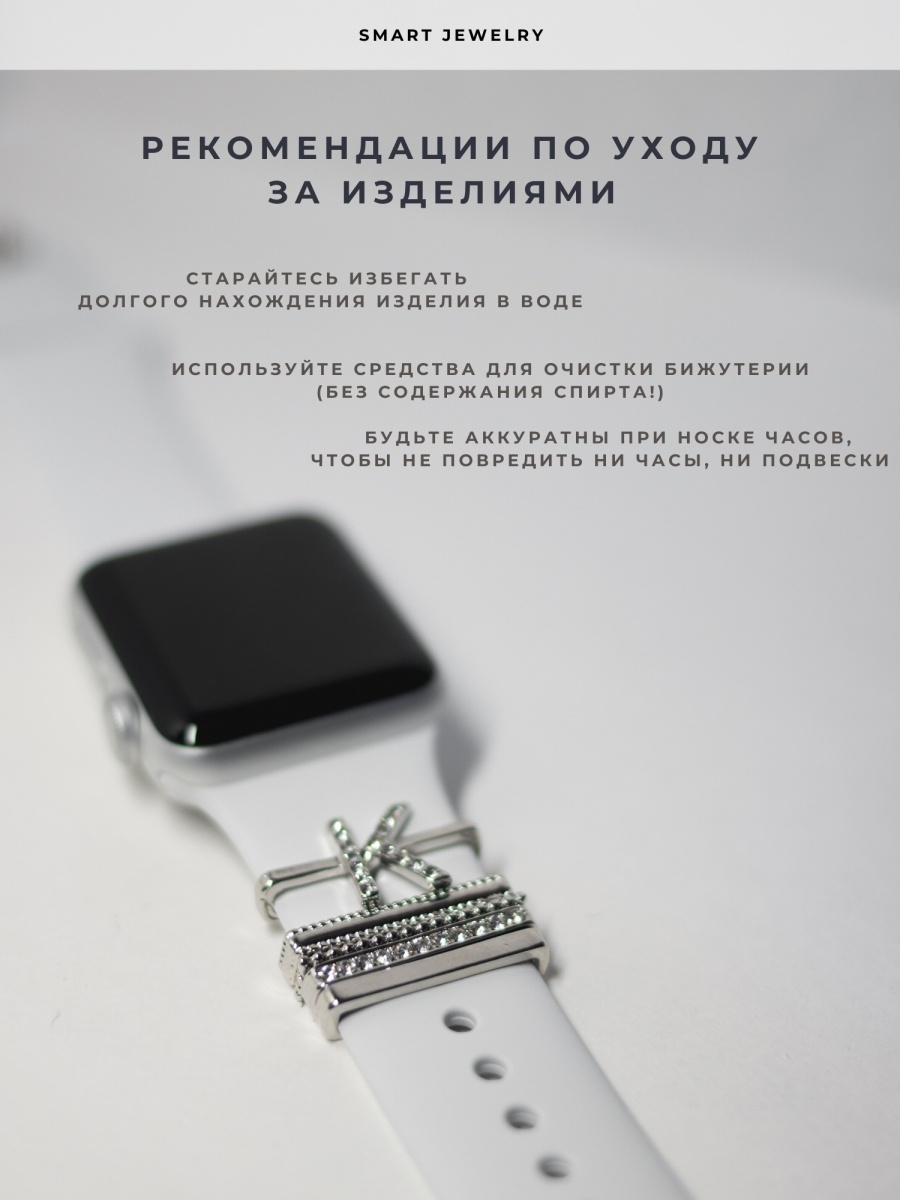 SMART JEWELRY
РЕКОМЕНДАЦИИ ПО УХОДУ
ЗА ИЗДЕЛИЯМИ
СТАРАЙТЕСЬ ИЗБЕГАТЬ
ДОЛГОГО НАХОЖДЕНИЯ ИЗДЕЛИЯ В ВОДЕ
ИСПОЛЬЗУЙТЕ СРЕДСТВА ДЛЯ ОЧИСТКИ БИЖУТЕРИИ
(БЕЗ СОДЕРЖАНИЯ СПИРТА!)
БУДЬТЕ АККУРАТНЫ ПРИ НОСКЕ ЧАСОВ,
ЧТОБЫ НЕ ПОВРЕДИТЬ НИ ЧАСЫ, НИ ПОДВЕСКИ
K